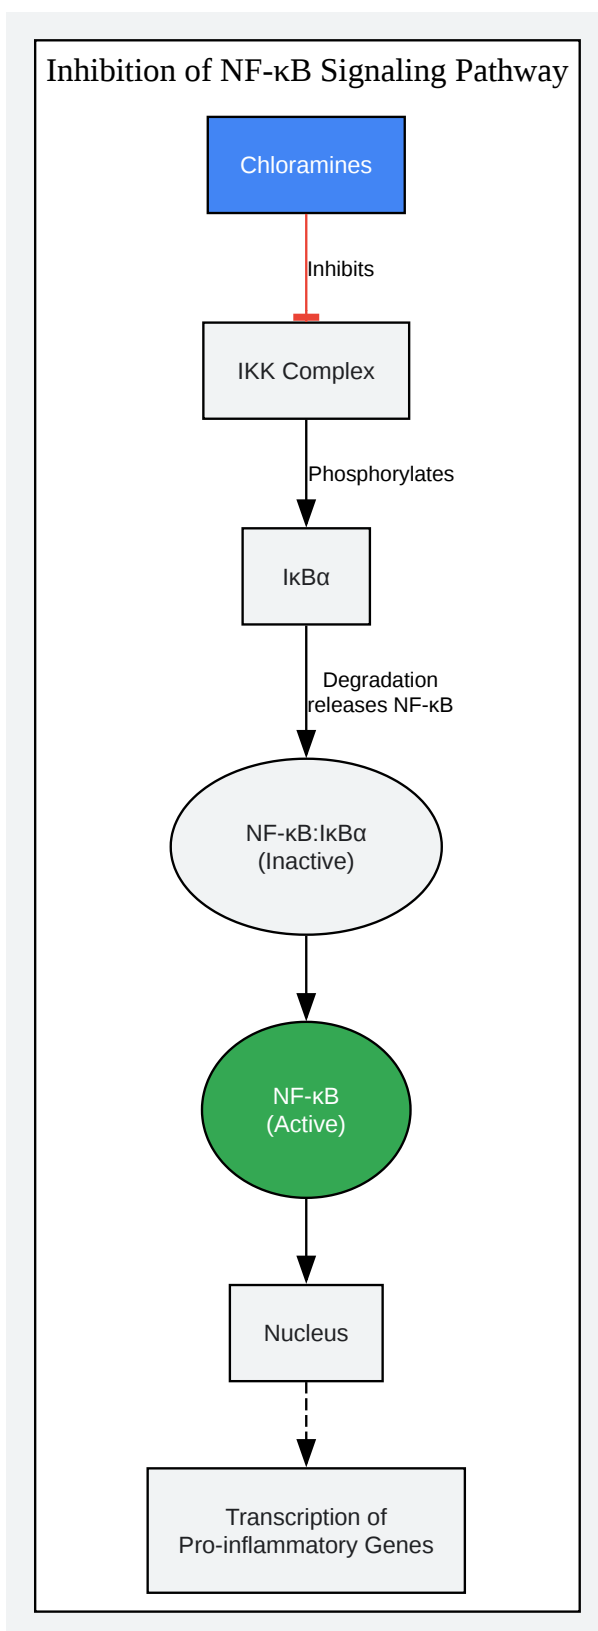 Inhibition of NF-κB Signaling Pathway
Chloramines
Inhibits
IKK Complex
Phosphorylates
IκBα
Degradation
releases NF-κB
NF-κB:IκBα
(Inactive)
NF-κB
(Active)
Nucleus
Transcription of
Pro-inflammatory Genes